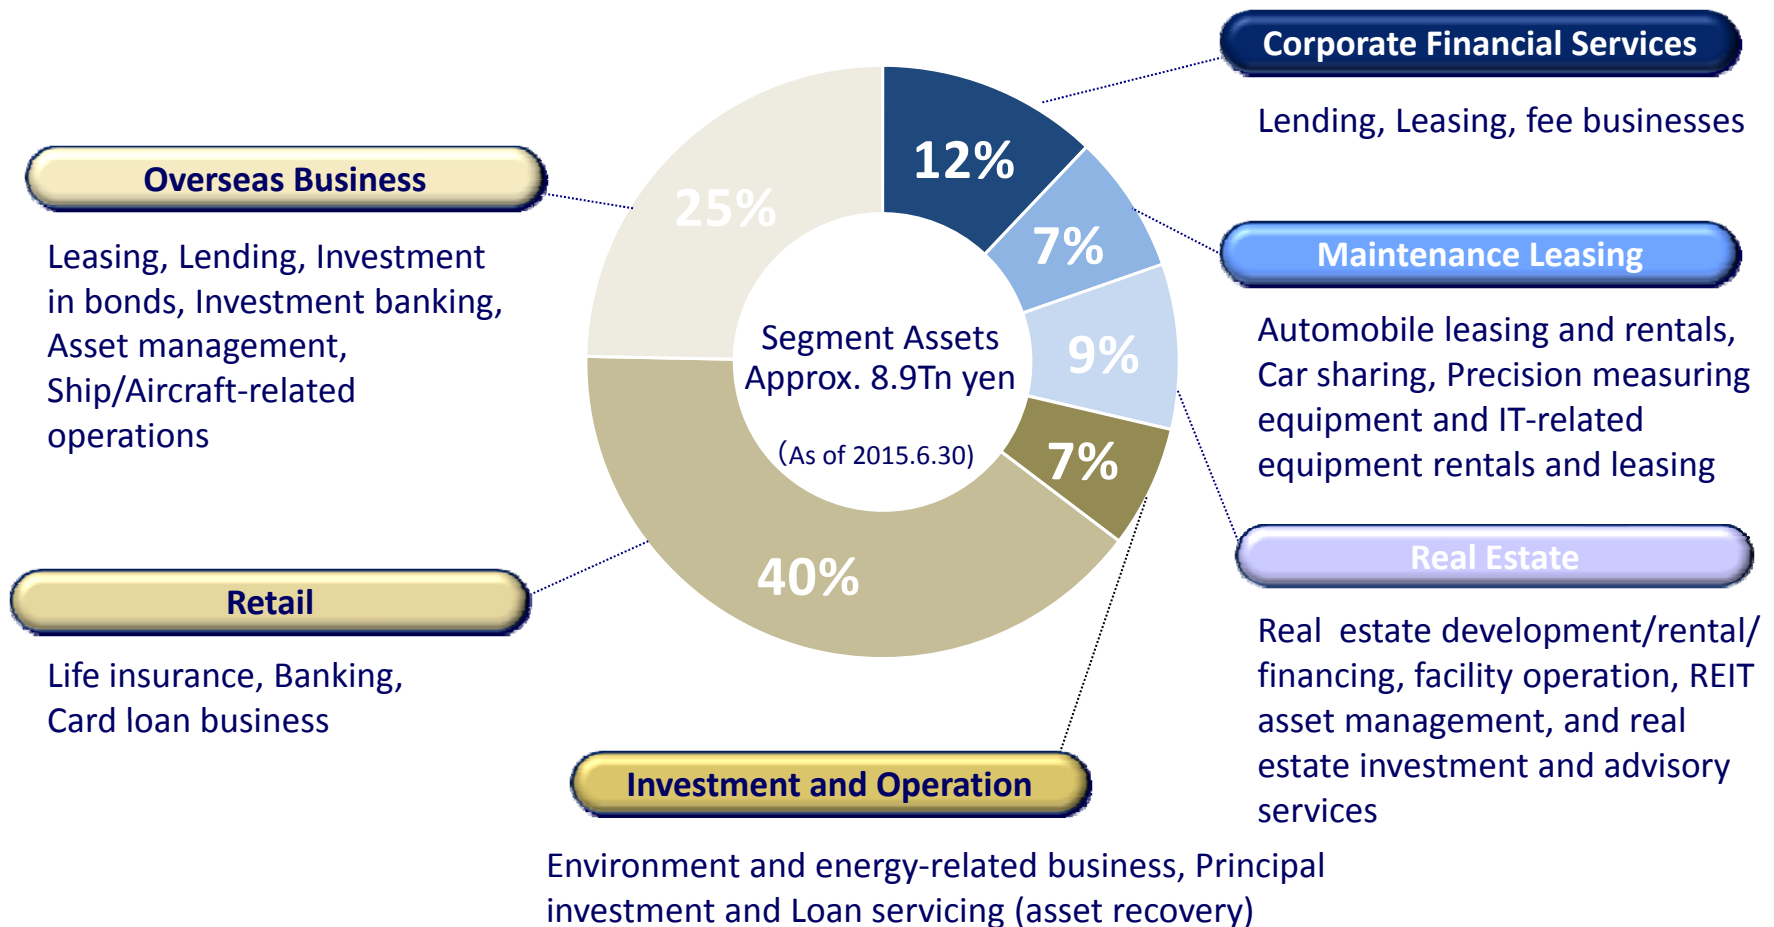 Corporate Financial Services
Lending, Leasing, fee businesses
Maintenance Leasing
Automobile leasing and rentals,
Car sharing, Precision measuring
equipment and IT-related
equipment rentals and leasing
Real Estate
Real estate development/rental/
financing, facility operation, REIT
asset management, and real
estate investment and advisory
services
Investment and Operation
Environment and energy-related business, Principal
investment and Loan servicing (asset recovery)
Retail
Life insurance, Banking,
Card loan business
Overseas Business
Leasing, Lending, Investment
in bonds, Investment banking,
Asset management,
Ship/Aircraft-related
operations
12%
7%
9%
7%
40%
25%
Segment Assets
Approx. 8.9Tn yen
(As of 2015.6.30)